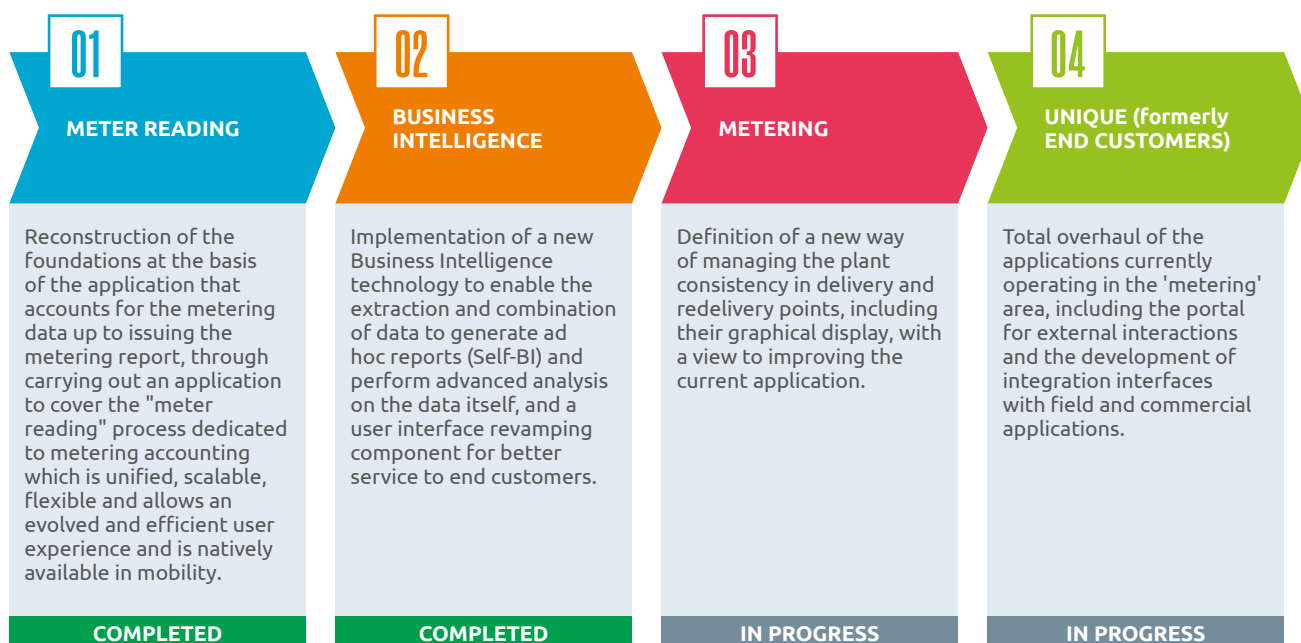 01
METER READING
Reconstruction of the
foundations at the basis
of the application that
accounts for the metering
data up to issuing the
metering report, through
carrying out an application
to cover the "meter
reading" process dedicated
to metering accounting
which is unified, scalable,
flexible and allows an
evolved and efficient user
experience and is natively
available in mobility.
COMPLETED
02
BUSINESS
INTELLIGENCE
Implementation of a new
Business Intelligence
technology to enable the
extraction and combination
of data to generate ad
hoc reports (Self-BI) and
perform advanced analysis
on the data itself, and a
user interface revamping
component for better
service to end customers.
COMPLETED
03
METERING
Definition of a new way
of managing the plant
consistency in delivery and
redelivery points, including
their graphical display, with
a view to improving the
current application.
IN PROGRESS
04
UNIQUE (formerly
END CUSTOMERS)
Total overhaul of the
applications currently
operating in the 'metering'
area, including the portal
for external interactions
and the development of
integration interfaces
with field and commercial
applications.
IN PROGRESS